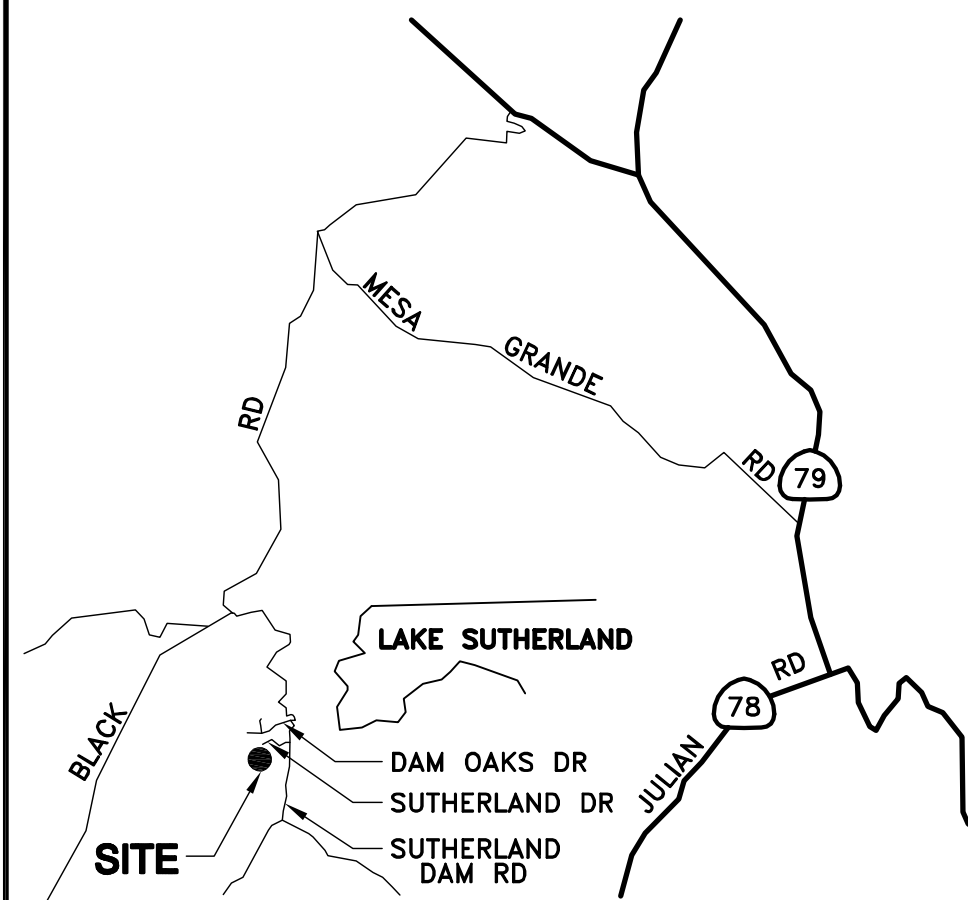 MESA
GRANDE
RD
RD
79
LAKE SUTHERLAND
RD
78
BLACK
JULIAN
DAM OAKS DR
SUTHERLAND DR
SITE
SUTHERLAND
DAM RD